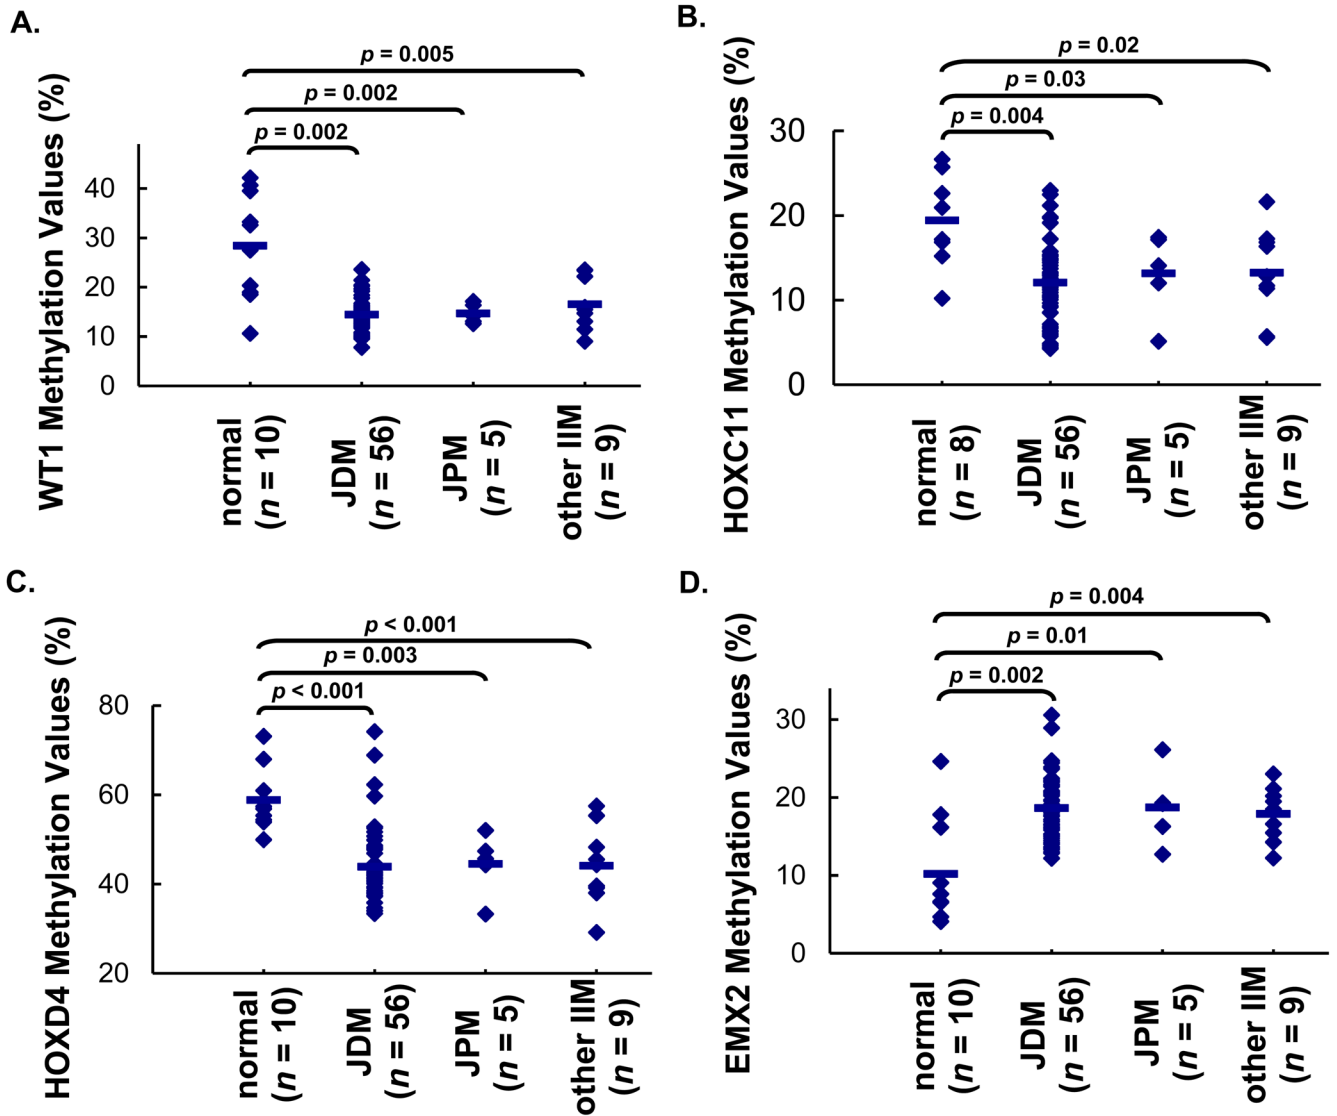 A.
p = 0.005
p = 0.002
p = 0.002
WT1 Methylation Values (%)
40
30
20
10
0
normal
(n = 10)
JDM
(n = 56)
JPM
(n = 5)
other IIM
(n = 9)
B.
p = 0.02
p = 0.03
p = 0.004
HOXC11 Methylation Values (%)
30
20
10
0
normal
(n = 8)
JDM
(n = 56)
JPM
(n = 5)
other IIM
(n = 9)
C.
p < 0.001
p = 0.003
p < 0.001
HOXD4 Methylation Values (%)
80
60
40
20
normal
(n = 10)
JDM
(n = 56)
JPM
(n = 5)
other IIM
(n = 9)
D.
p = 0.004
p = 0.01
p = 0.002
EMX2 Methylation Values (%)
30
20
10
0
normal
(n = 10)
JDM
(n = 56)
JPM
(n = 5)
other IIM
(n = 9)